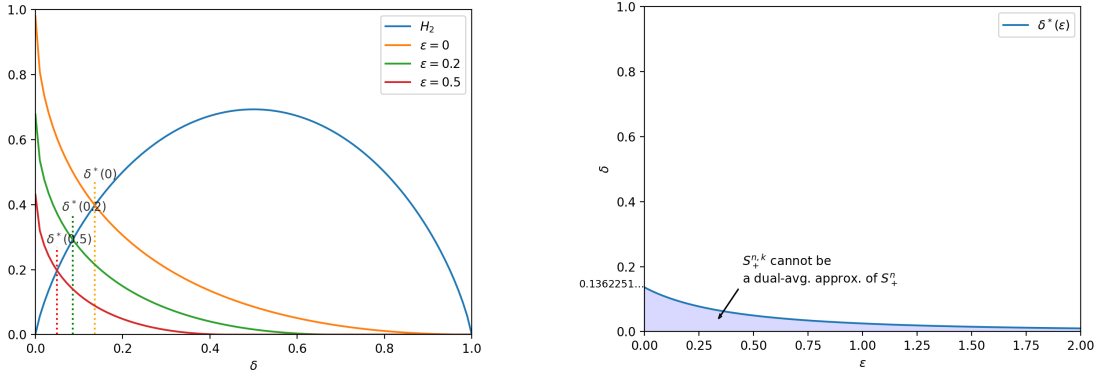 1.0
0.8
0.6
0.4
0.2
0.0
δ*(0)
δ*(0.2)
δ*(0.5)
H₂
ε = 0
ε = 0.2
ε = 0.5
0.0 0.2 0.4 0.6 0.8 1.0
δ
1.0
0.8
0.6
0.4
0.2
0.1362251...
0.0
δ
δ*(ε)
S₊ⁿ,ᵏ cannot be
a dual-avg. approx. of S₊ⁿ
0.00 0.25 0.50 0.75 1.00 1.25 1.50 1.75 2.00
ε